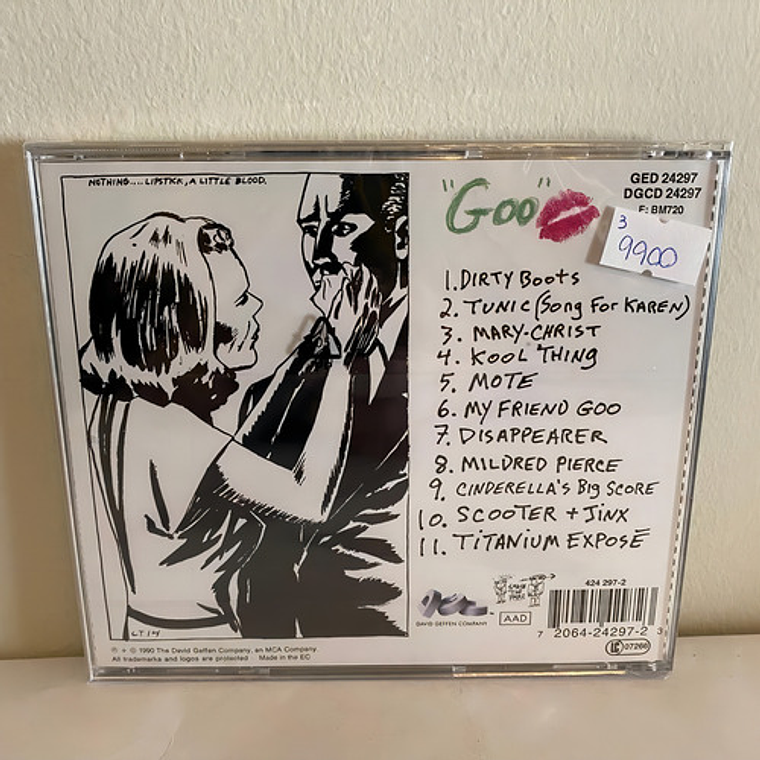 NOTHING....LIPSTICK, A LITTLE BLOOD.
"Goo"
GED 24297
DGCD 24297
F: BM720
3
9900
1. DIRTY BOOTS
2. TUNIC (Song For KAREN)
3. MARY-CHRIST
4. KOOL THING
5. MOTE
6. MY FRIEND GOO
7. DISAPPEARER
8. MILDRED PIERCE
9. CINDERELLA'S Big SCORE
10. SCOOTER + JINX
11. TITANIUM EXPOSÉ
DAVID GEFFEN COMPANY
AAD
424 297-2
7 2064-24297-2 3
LC 07266
℗ + © 1990 The David Geffen Company, an MCA Company.
All trademarks and logos are protected Made in the EC